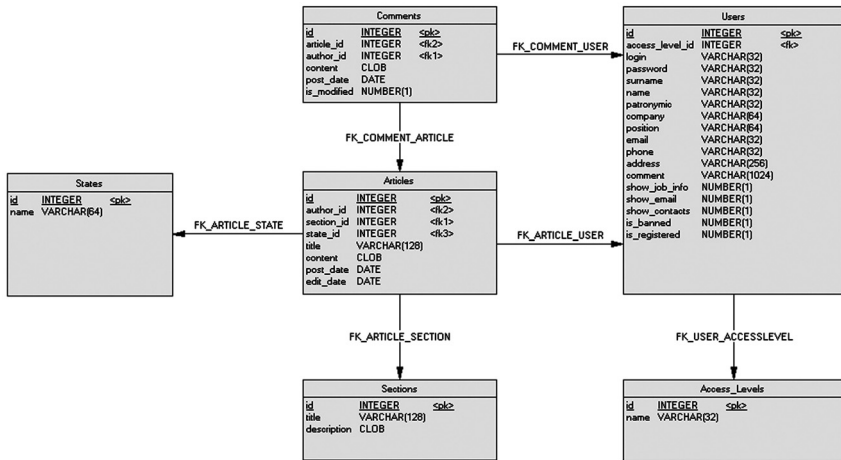 Comments
id INTEGER <pk>
article_id INTEGER <fk2>
author_id INTEGER <fk1>
content CLOB
post_date DATE
is_modified NUMBER(1)
FK_COMMENT_USER
Users
id INTEGER <pk>
access_level_id INTEGER <fk>
login VARCHAR(32)
password VARCHAR(32)
surname VARCHAR(32)
name VARCHAR(32)
patronymic VARCHAR(32)
company VARCHAR(64)
position VARCHAR(64)
email VARCHAR(32)
phone VARCHAR(32)
address VARCHAR(256)
comment VARCHAR(1024)
show_job_info NUMBER(1)
show_email NUMBER(1)
show_contacts NUMBER(1)
is_banned NUMBER(1)
is_registered NUMBER(1)
FK_COMMENT_ARTICLE
States
id INTEGER <pk>
name VARCHAR(64)
FK_ARTICLE_STATE
Articles
id INTEGER <pk>
author_id INTEGER <fk2>
section_id INTEGER <fk1>
state_id INTEGER <fk3>
title VARCHAR(128)
content CLOB
post_date DATE
edit_date DATE
FK_ARTICLE_USER
FK_ARTICLE_SECTION
FK_USER_ACCESSLEVEL
Sections
id INTEGER <pk>
title VARCHAR(128)
description CLOB
Access_Levels
id INTEGER <pk>
name VARCHAR(32)